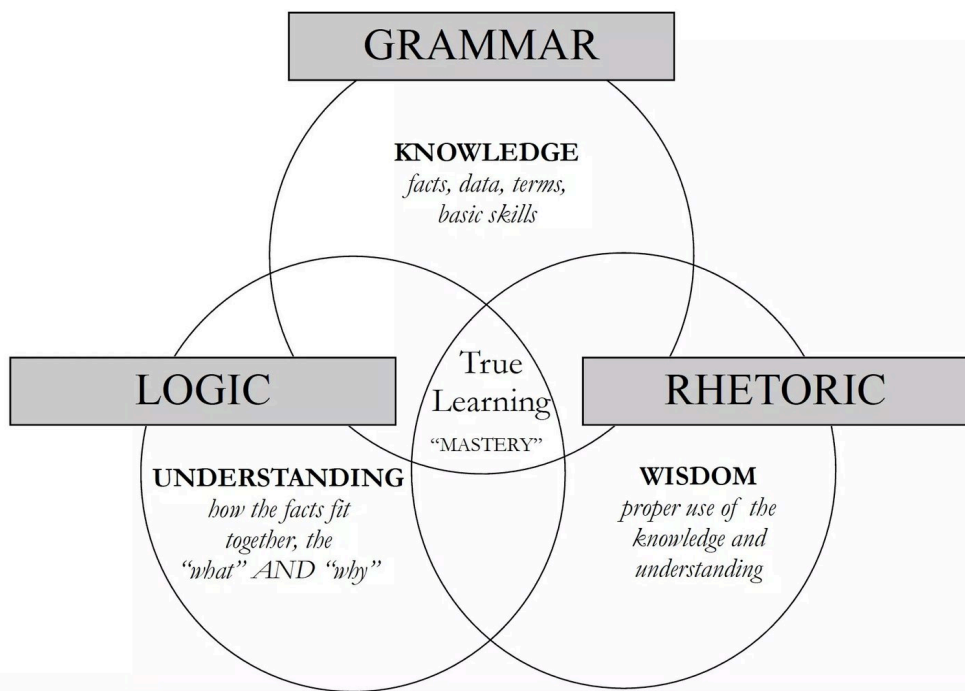 GRAMMAR
KNOWLEDGE
facts, data, terms,
basic skills
True
Learning
“MASTERY”
LOGIC
UNDERSTANDING
how the facts fit
together, the
“what” AND “why”
RHETORIC
WISDOM
proper use of the
knowledge and
understanding